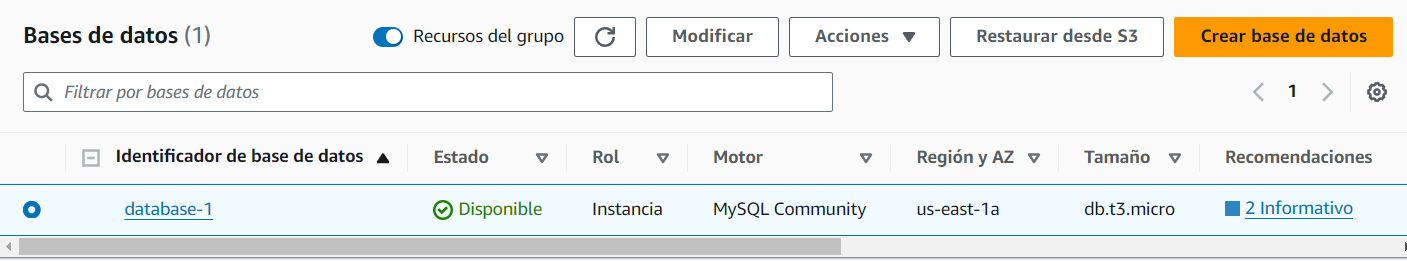 Bases de datos (1) Recursos del grupo Modificar Acciones Restaurar desde S3 Crear base de datos
Filtrar por bases de datos 1
Identificador de base de datos Estado Rol Motor Región y AZ Tamaño Recomendaciones
database-1 Disponible Instancia MySQL Community us-east-1a db.t3.micro 2 Informativo